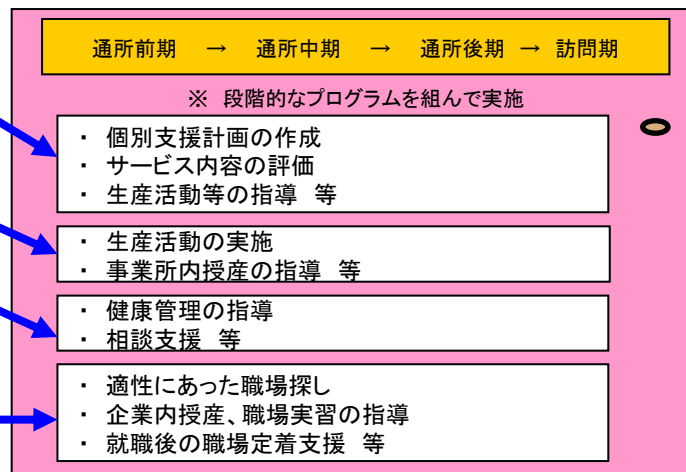 通所前期 → 通所中期 → 通所後期 → 訪問期
※ 段階的なプログラムを組んで実施
・ 個別支援計画の作成
・ サービス内容の評価
・ 生産活動等の指導 等
・ 生産活動の実施
・ 事業所内授産の指導 等
・ 健康管理の指導
・ 相談支援 等
・ 適性にあった職場探し
・ 企業内授産、職場実習の指導
・ 就職後の職場定着支援 等